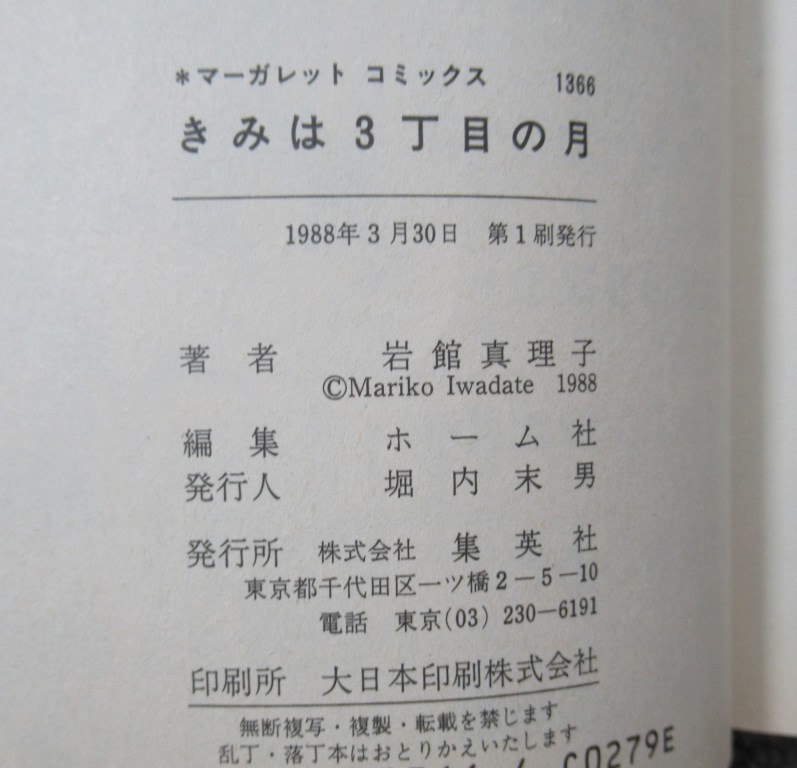 *マーガレット コミックス 1366
きみは3丁目の月
1988年3月30日 第1刷発行
著者 岩館真理子
©Mariko Iwadate 1988
編集 ホーム社
発行人 堀内末男
発行所 株式会社 集英社
東京都千代田区一ツ橋2－5－10
電話 東京(03) 230－6191
印刷所 大日本印刷株式会社
無断複写・複製・転載を禁じます
乱丁・落丁本はおとりかえいたします
C0279E